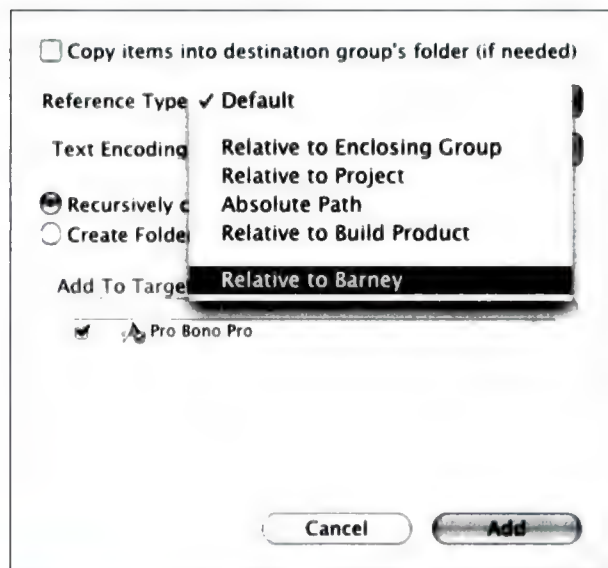 Copy items into destination group's folder (if needed)
Reference Type ✓ Default
Relative to Enclosing Group
Text Encoding
Relative to Project
Absolute Path
Recursively
Relative to Build Product
Create
Relative to Barney
Add To
Pro Bono Pro
Cancel Add